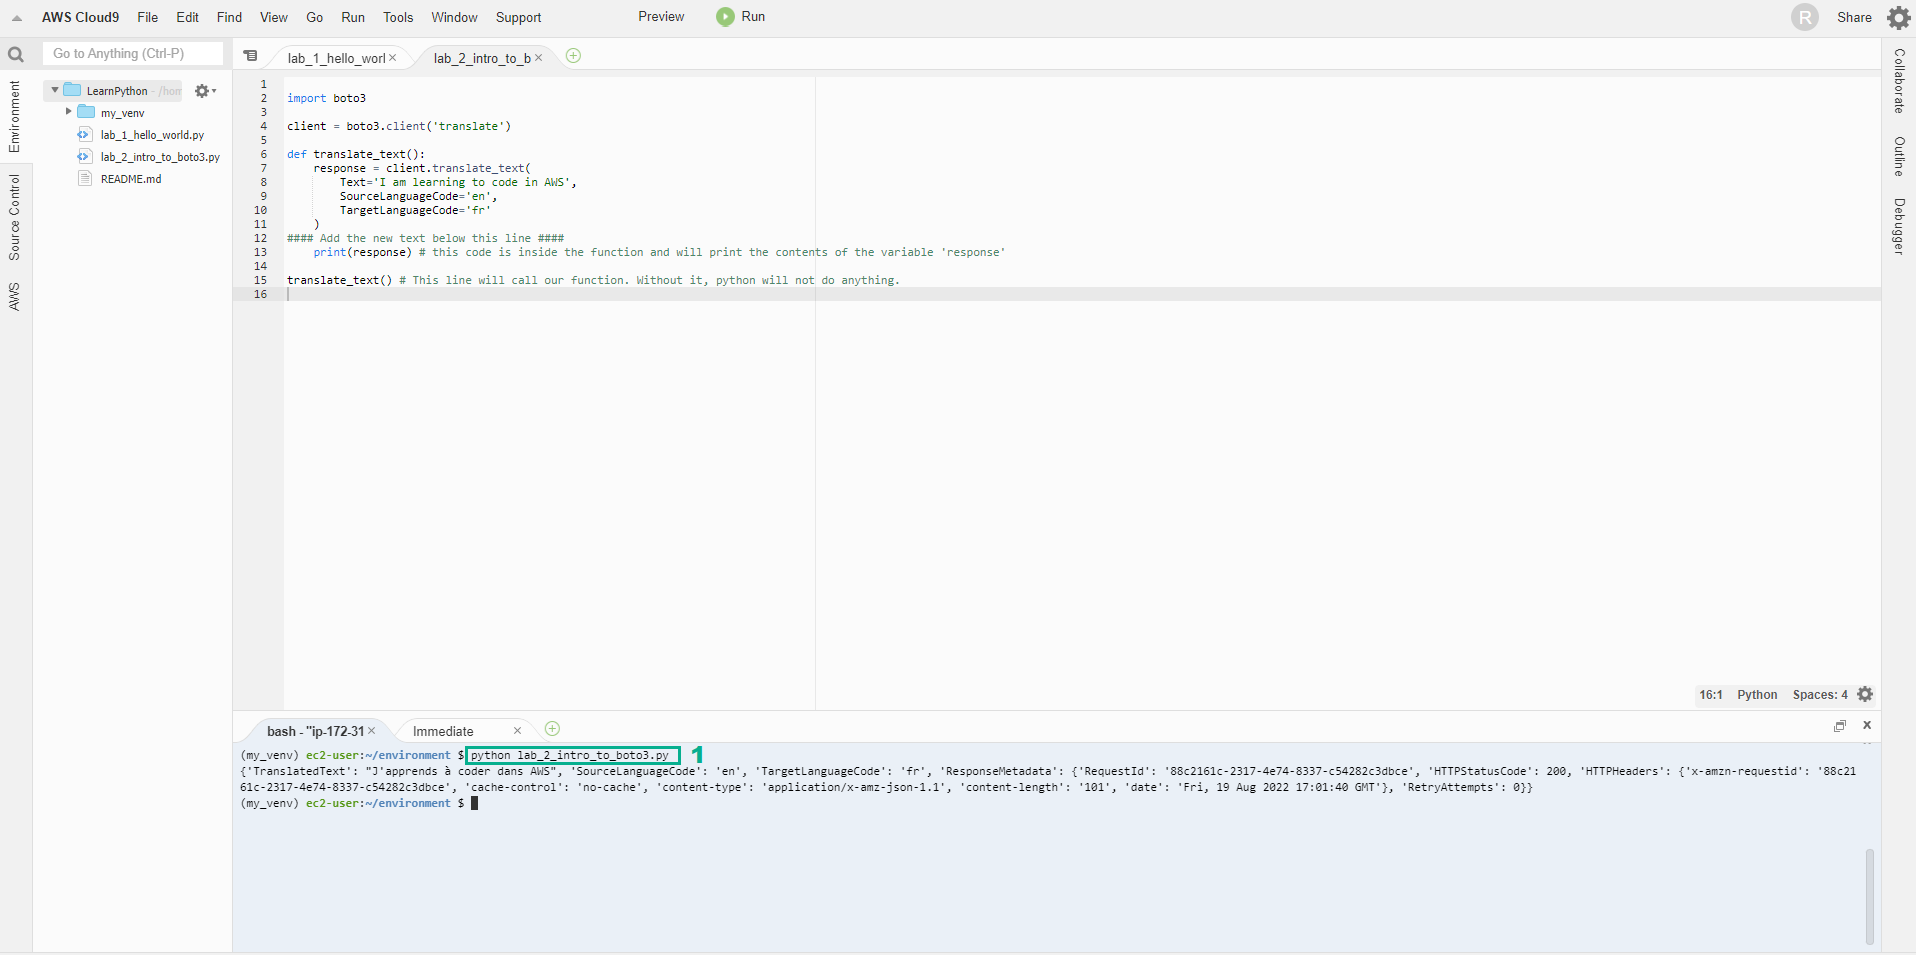 AWS Cloud9 File Edit Find View Go Run Tools Window Support Preview Run R Share
Go to Anything (Ctrl-P)
lab_1_hello_worl × lab_2_intro_to_b ×
Environment
Source Control
AWS
LearnPython - /hom
my_venv
lab_1_hello_world.py
lab_2_intro_to_boto3.py
README.md
1
2 import boto3
3
4 client = boto3.client('translate')
5
6 def translate_text():
7 response = client.translate_text(
8 Text='I am learning to code in AWS',
9 SourceLanguageCode='en',
10 TargetLanguageCode='fr'
11 )
12 #### Add the new text below this line ####
13 print(response) # this code is inside the function and will print the contents of the variable 'response'
14
15 translate_text() # This line will call our function. Without it, python will not do anything.
16
16:1 Python Spaces: 4
Collaborate
Outline
Debugger
bash - "ip-172-31 × Immediate ×
(my_venv) ec2-user:~/environment $ python lab_2_intro_to_boto3.py 1
{'TranslatedText': "J'apprends à coder dans AWS", 'SourceLanguageCode': 'en', 'TargetLanguageCode': 'fr', 'ResponseMetadata': {'RequestId': '88c2161c-2317-4e74-8337-c54282c3dbce', 'HTTPStatusCode': 200, 'HTTPHeaders': {'x-amzn-requestid': '88c21
61c-2317-4e74-8337-c54282c3dbce', 'cache-control': 'no-cache', 'content-type': 'application/x-amz-json-1.1', 'content-length': '101', 'date': 'Fri, 19 Aug 2022 17:01:40 GMT'}, 'RetryAttempts': 0}}
(my_venv) ec2-user:~/environment $